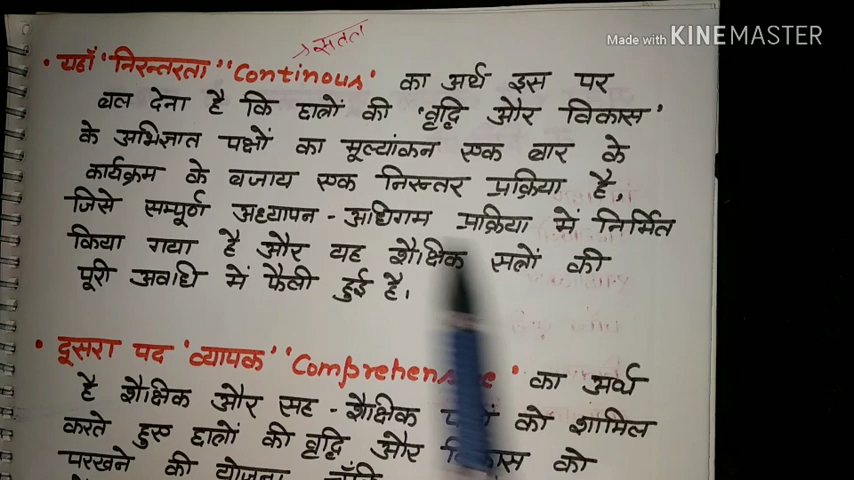 Made with KINEMASTER
→ सतत
• यहाँ 'निरन्तरता' 'Continous' का अर्थ इस पर
बल देना है कि छात्रों की 'वृद्धि और विकास'
के अभिज्ञात पक्षों का मूल्यांकन एक बार के
कार्यक्रम के बजाय एक निरन्तर प्रक्रिया है,
जिसे सम्पूर्ण अध्यापन - अधिगम प्रक्रिया में निर्मित
किया गया है और यह शैक्षिक सत्रों की
पूरी अवधि में फैली हुई है।
• दूसरा पद 'व्यापक' 'Comprehensive' का अर्थ
है शैक्षिक और सह - शैक्षिक को शामिल
करते हुए छात्रों की वृद्धि और विकास को
परखने की योजना